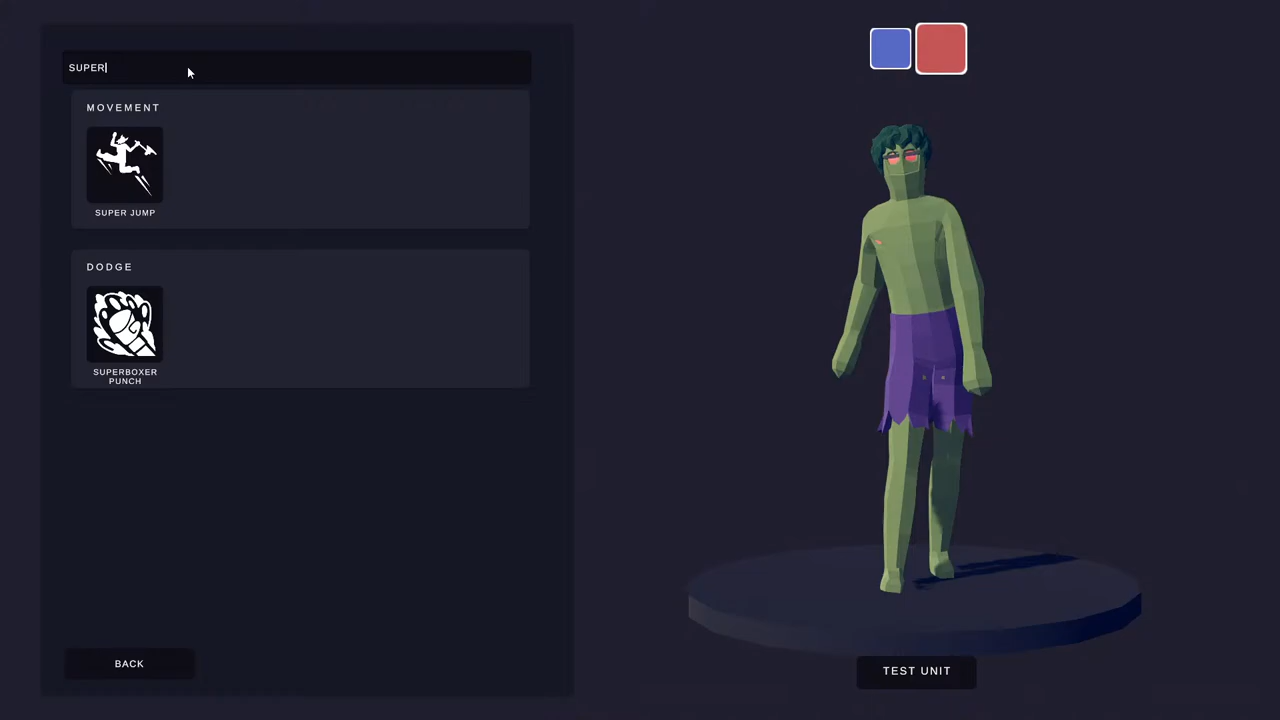 SUPER
MOVEMENT
SUPER JUMP
DODGE
SUPERBOXER
PUNCH
BACK
TEST UNIT